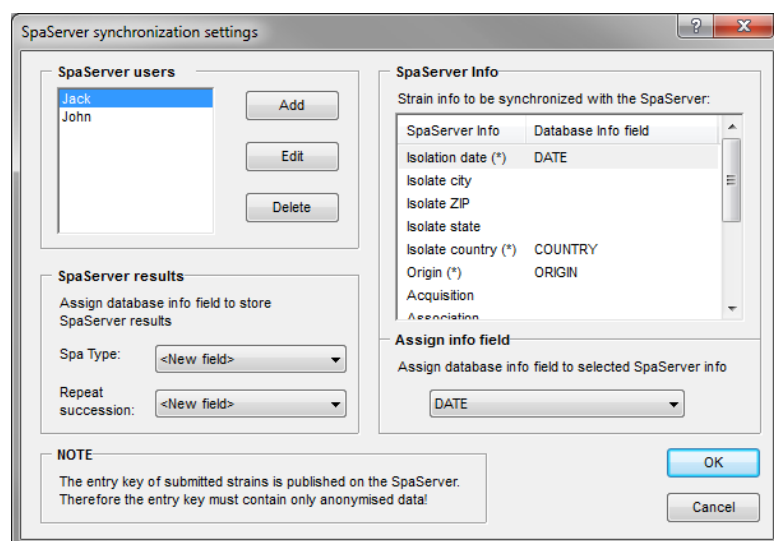 SpaServer synchronization settings
?
X
SpaServer users
Jack
John
Add
Edit
Delete
SpaServer results
Assign database info field to store
SpaServer results
Spa Type:
<New field>
Repeat
succession:
<New field>
NOTE
The entry key of submitted strains is published on the SpaServer.
Therefore the entry key must contain only anonymised data!
SpaServer Info
Strain info to be synchronized with the SpaServer:
SpaServer Info Database Info field
Isolation date (*) DATE
Isolate city
Isolate ZIP
Isolate state
Isolate country (*) COUNTRY
Origin (*) ORIGIN
Acquisition
Association
Assign info field
Assign database info field to selected SpaServer info
DATE
OK
Cancel